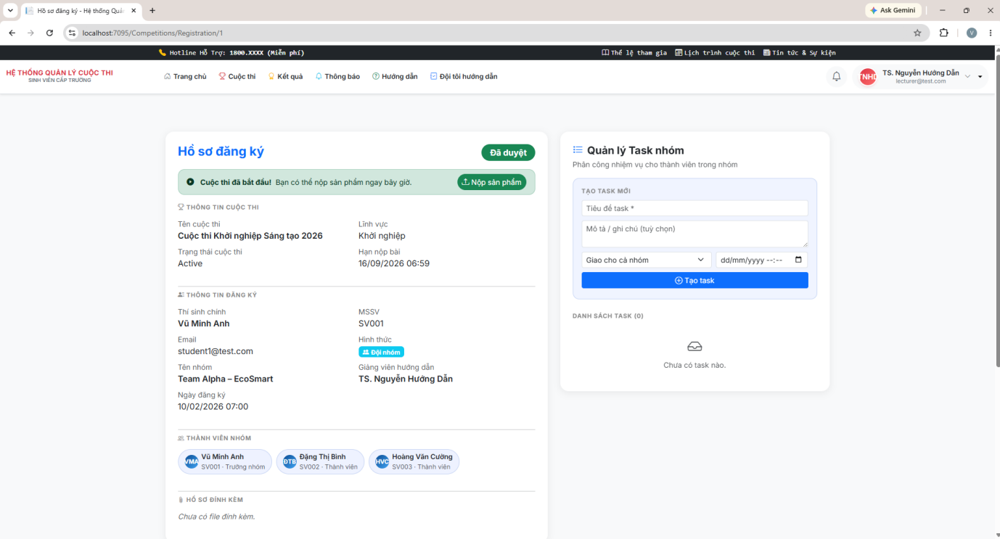 Hồ sơ đăng ký - Hệ thống Quả
Ask Gemini
localhost:7095/Competitions/Registration/1
V
Hotline Hỗ Trợ: 1800.XXXX (Miễn phí)
Thể lệ tham gia
Lịch trình cuộc thi
Tin tức & Sự kiện
HỆ THỐNG QUẢN LÝ CUỘC THI
SINH VIÊN CẤP TRƯỜNG
Trang chủ
Cuộc thi
Kết quả
Thông báo
Hướng dẫn
Đội tôi hướng dẫn
TNHD
TS. Nguyễn Hướng Dẫn
lecturer@test.com
Hồ sơ đăng ký
Đã duyệt
Cuộc thi đã bắt đầu! Bạn có thể nộp sản phẩm ngay bây giờ.
Nộp sản phẩm
THÔNG TIN CUỘC THI
Tên cuộc thi
Cuộc thi Khởi nghiệp Sáng tạo 2026
Lĩnh vực
Khởi nghiệp
Trạng thái cuộc thi
Active
Hạn nộp bài
16/09/2026 06:59
THÔNG TIN ĐĂNG KÝ
Thí sinh chính
Vũ Minh Anh
MSSV
SV001
Email
student1@test.com
Hình thức
Đội nhóm
Tên nhóm
Team Alpha – EcoSmart
Giảng viên hướng dẫn
TS. Nguyễn Hướng Dẫn
Ngày đăng ký
10/02/2026 07:00
THÀNH VIÊN NHÓM
VMA
Vũ Minh Anh
SV001 · Trưởng nhóm
ĐTB
Đặng Thị Bình
SV002 · Thành viên
HVC
Hoàng Văn Cường
SV003 · Thành viên
HỒ SƠ ĐÍNH KÈM
Chưa có file đính kèm.
Quản lý Task nhóm
Phân công nhiệm vụ cho thành viên trong nhóm
TẠO TASK MỚI
Tiêu đề task *
Mô tả / ghi chú (tuỳ chọn)
Giao cho cả nhóm
dd/mm/yyyy --:--
Tạo task
DANH SÁCH TASK (0)
Chưa có task nào.